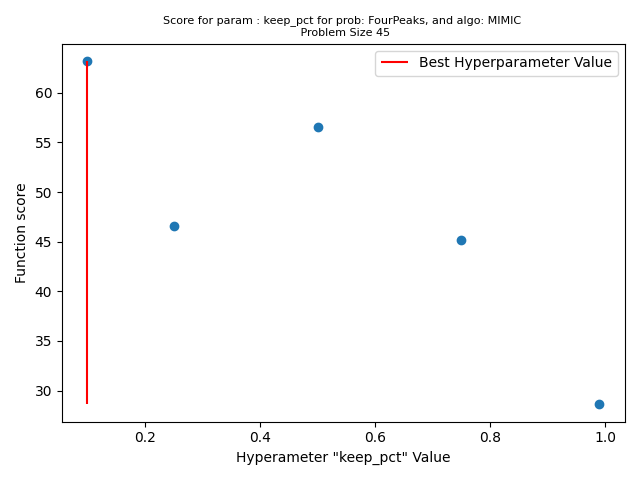 Score for param : keep_pct for prob: FourPeaks, and algo: MIMIC
Problem Size 45
Best Hyperparameter Value
Function score
60
55
50
45
40
35
30
0.2 0.4 0.6 0.8 1.0
Hyperameter "keep_pct" Value